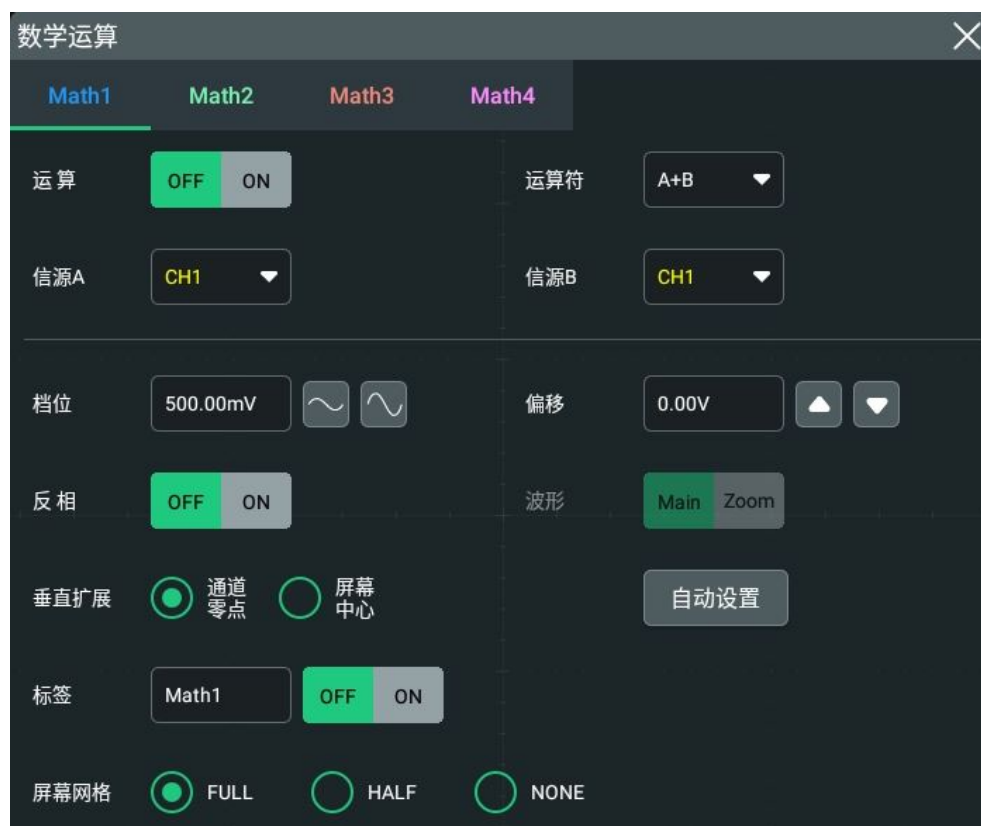 数学运算
Math1 Math2 Math3 Math4
运算 OFF ON 运算符 A+B
信源A CH1 信源B CH1
档位 500.00mV 偏移 0.00V
反相 OFF ON 波形 Main Zoom
垂直扩展 通道零点 屏幕中心 自动设置
标签 Math1 OFF ON
屏幕网格 FULL HALF NONE